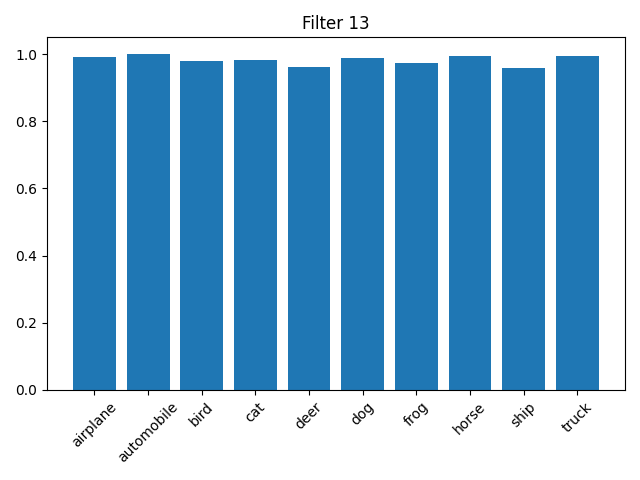 Filter 13
1.0
0.8
0.6
0.4
0.2
0.0
airplane
automobile
bird
cat
deer
dog
frog
horse
ship
truck